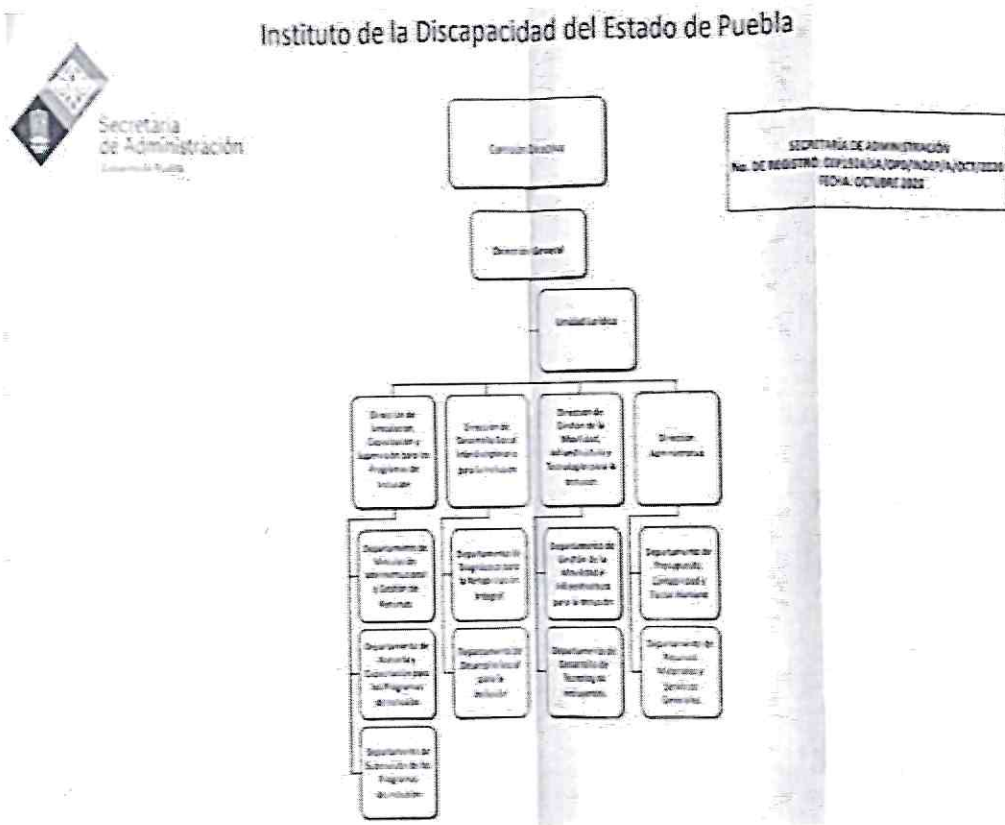 Instituto de la Discapacidad del Estado de Puebla
Secretaría
de Administración
Gobierno de Puebla
SECRETARÍA DE ADMINISTRACIÓN
No. DE REGISTRO:
FECHA: OCTUBRE
Comisión Directiva
Dirección General
Unidad Jurídica
Dirección de
Vinculación,
Capacitación y
Supervisión para los
Programas de
Inclusión
Dirección de
Desarrollo Social
Interdisciplinario
para la Inclusión
Dirección de
Gestión de la
Movilidad,
Infraestructura y
Tecnologías para la
Inclusión
Dirección
Administrativa
Departamento de
Vinculación
y Gestión de
Recursos
Departamento de
Diagnóstico para
la Rehabilitación
Integral
Departamento de
Gestión de la
Movilidad e
Infraestructura
para la Inclusión
Departamento de
Presupuesto,
Contabilidad y
Factor Humano
Departamento de
Asesoría y
Capacitación para
los Programas
de Inclusión
Departamento de
Desarrollo Social
para la
Inclusión
Departamento de
Desarrollo de
Tecnologías
Incluyentes
Departamento de
Recursos
Materiales y
Servicios
Generales
Departamento de
Supervisión de los
Programas
de Inclusión